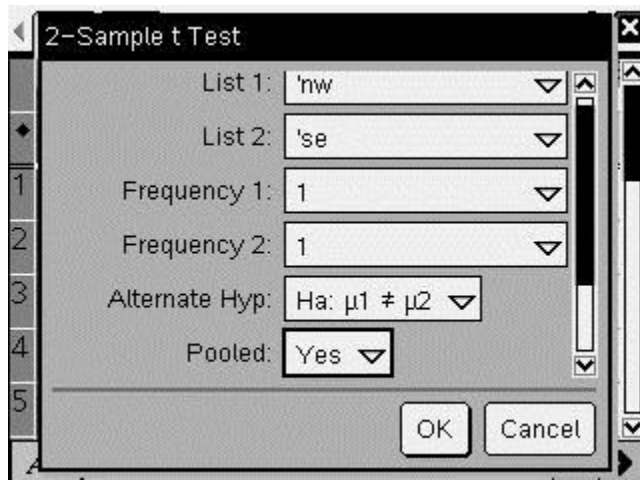 2-Sample t Test
List 1: 'nw
List 2: 'se
Frequency 1: 1
Frequency 2: 1
Alternate Hyp: Ha: μ1 ≠ μ2
Pooled: Yes
OK Cancel
1
2
3
4
5